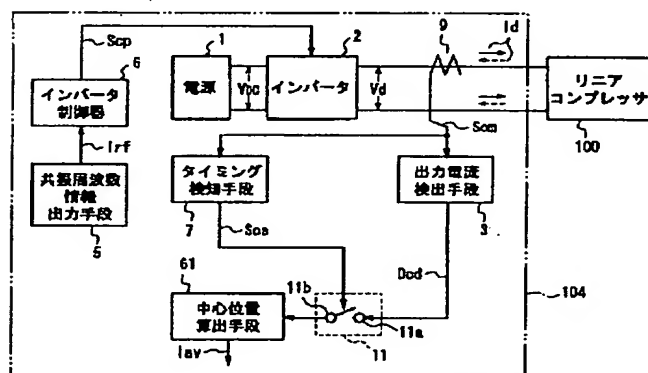 Scp
1
2
9
Id
6
電源
VDC
インバータ
Vd
リニア
コンプレッサ
100
インバータ
制御器
Scm
Irf
共振周波数
情報
出力手段
5
タイミング
検知手段
7
出力電流
検出手段
3
Scs
Dcd
61
中心位置
算出手段
11b
11a
11
104
Iav